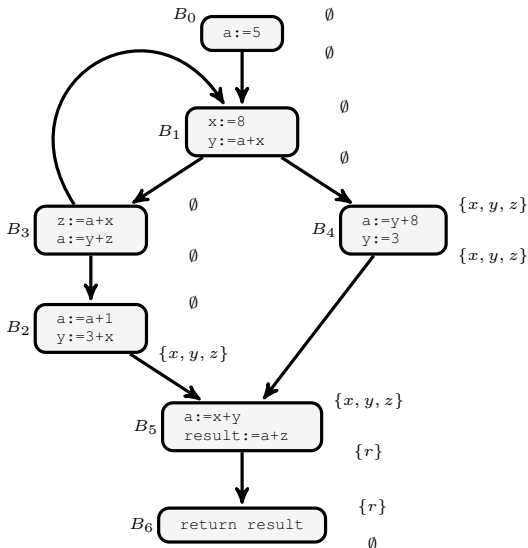 B₀
a:=5
∅
∅
B₁
x:=8
y:=a+x
∅
∅
B₃
z:=a+x
a:=y+z
∅
∅
B₄
a:=y+8
y:=3
{x, y, z}
{x, y, z}
B₂
a:=a+1
y:=3+x
∅
{x, y, z}
B₅
a:=x+y
result:=a+z
{x, y, z}
{r}
B₆
return result
{r}
∅